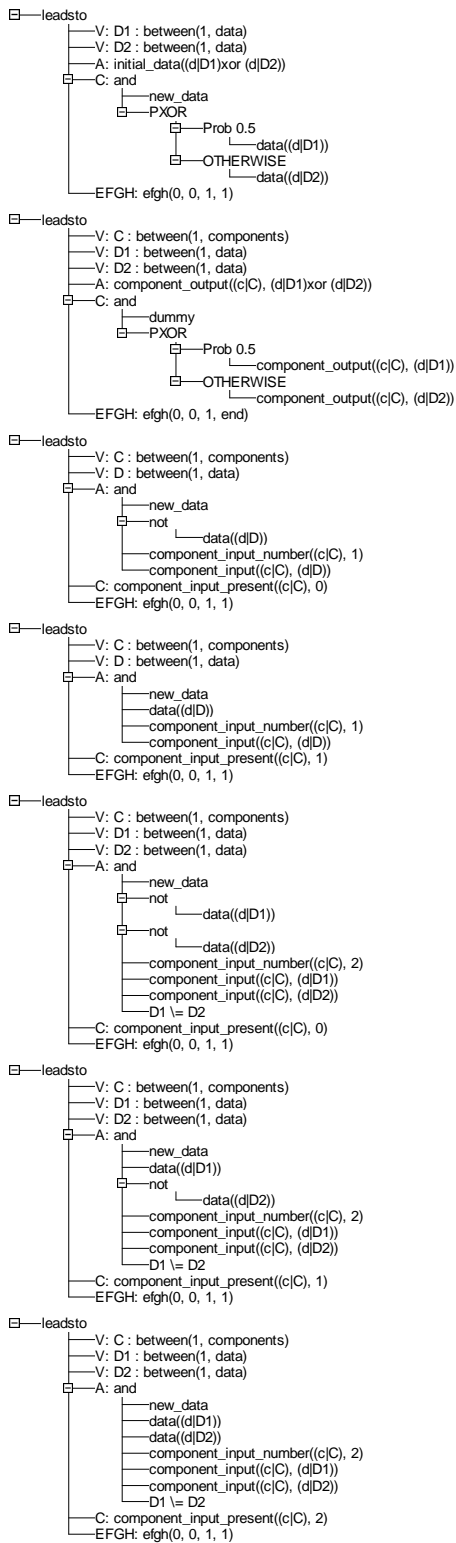 leadsto
V: D1 : between(1, data)
V: D2 : between(1, data)
A: initial_data((d|D1)xor (d|D2))
C: and
new_data
PXOR
Prob 0.5
data((d|D1))
OTHERWISE
data((d|D2))
EFGH: efgh(0, 0, 1, 1)
leadsto
V: C : between(1, components)
V: D1 : between(1, data)
V: D2 : between(1, data)
A: component_output((c|C), (d|D1)xor (d|D2))
C: and
dummy
PXOR
Prob 0.5
component_output((c|C), (d|D1))
OTHERWISE
component_output((c|C), (d|D2))
EFGH: efgh(0, 0, 1, end)
leadsto
V: C : between(1, components)
V: D : between(1, data)
A: and
new_data
not
data((d|D))
component_input_number((c|C), 1)
component_input((c|C), (d|D))
C: component_input_present((c|C), 0)
EFGH: efgh(0, 0, 1, 1)
leadsto
V: C : between(1, components)
V: D : between(1, data)
A: and
new_data
data((d|D))
component_input_number((c|C), 1)
component_input((c|C), (d|D))
C: component_input_present((c|C), 1)
EFGH: efgh(0, 0, 1, 1)
leadsto
V: C : between(1, components)
V: D1 : between(1, data)
V: D2 : between(1, data)
A: and
new_data
not
data((d|D1))
not
data((d|D2))
component_input_number((c|C), 2)
component_input((c|C), (d|D1))
component_input((c|C), (d|D2))
D1 \= D2
C: component_input_present((c|C), 0)
EFGH: efgh(0, 0, 1, 1)
leadsto
V: C : between(1, components)
V: D1 : between(1, data)
V: D2 : between(1, data)
A: and
new_data
data((d|D1))
not
data((d|D2))
component_input_number((c|C), 2)
component_input((c|C), (d|D1))
component_input((c|C), (d|D2))
D1 \= D2
C: component_input_present((c|C), 1)
EFGH: efgh(0, 0, 1, 1)
leadsto
V: C : between(1, components)
V: D1 : between(1, data)
V: D2 : between(1, data)
A: and
new_data
data((d|D1))
data((d|D2))
component_input_number((c|C), 2)
component_input((c|C), (d|D1))
component_input((c|C), (d|D2))
D1 \= D2
C: component_input_present((c|C), 2)
EFGH: efgh(0, 0, 1, 1)